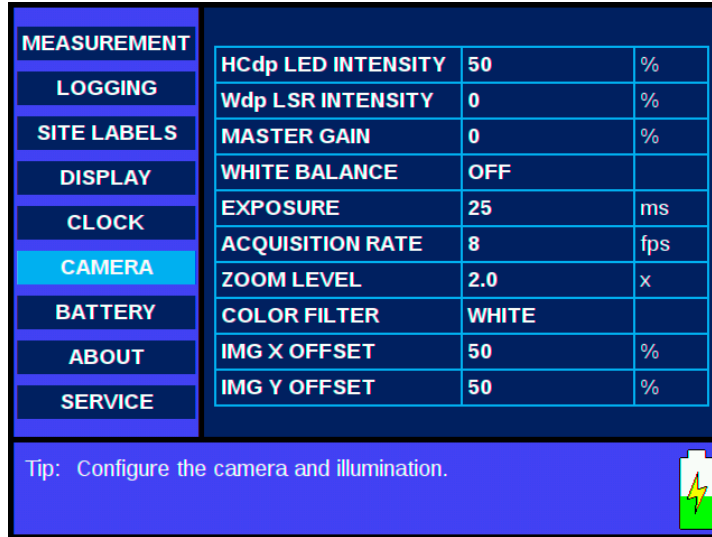 MEASUREMENT
LOGGING
SITE LABELS
DISPLAY
CLOCK
CAMERA
BATTERY
ABOUT
SERVICE
HCdp LED INTENSITY 50 %
Wdp LSR INTENSITY 0 %
MASTER GAIN 0 %
WHITE BALANCE OFF
EXPOSURE 25 ms
ACQUISITION RATE 8 fps
ZOOM LEVEL 2.0 x
COLOR FILTER WHITE
IMG X OFFSET 50 %
IMG Y OFFSET 50 %
Tip: Configure the camera and illumination.